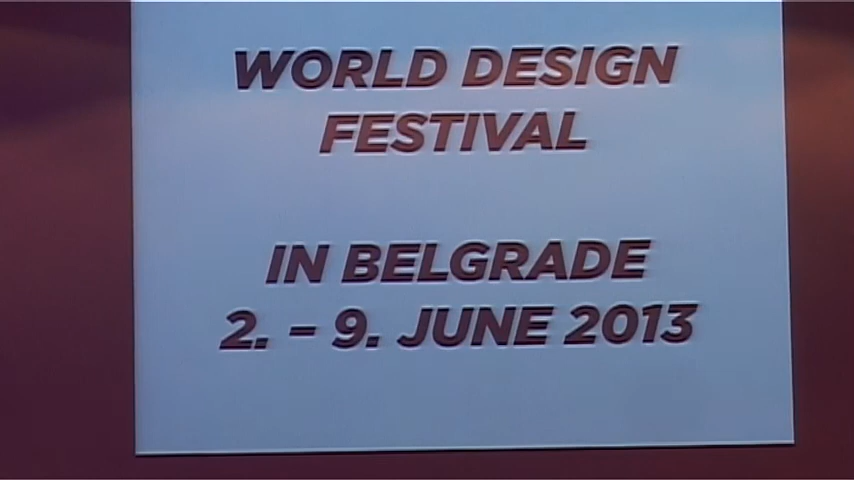 WORLD DESIGN
FESTIVAL
IN BELGRADE
2. – 9. JUNE 2013